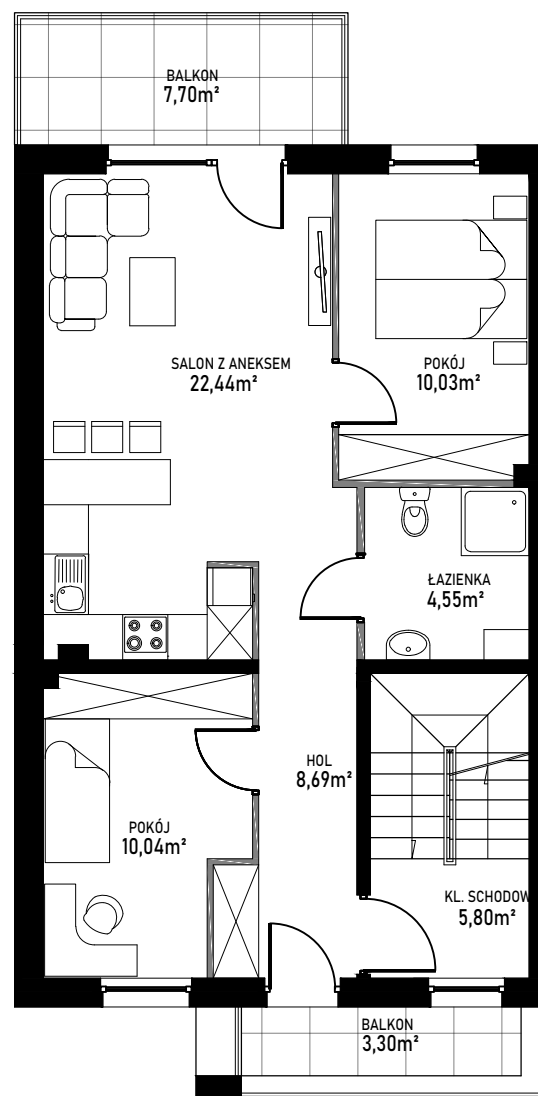 BALKON
7,70m²
SALON Z ANEKSEM
22,44m²
POKÓJ
10,03m²
ŁAZIENKA
4,55m²
HOL
8,69m²
POKÓJ
10,04m²
KL. SCHODOW
5,80m²
BALKON
3,30m²